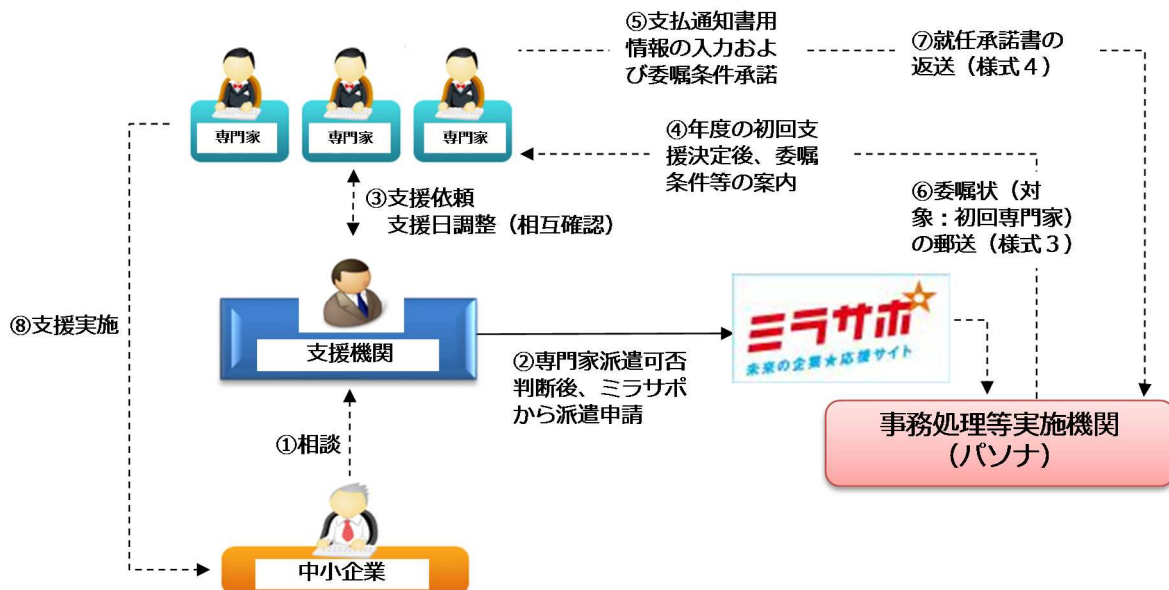 ⑤支払通知書用
情報の入力およ
び委嘱条件承諾
⑦就任承諾書の
返送（様式４）
専門家
専門家
専門家
④年度の初回支
援決定後、委嘱
条件等の案内
③支援依頼
支援日調整（相互確認）
⑥委嘱状（対
象：初回専門家）
の郵送（様式３）
⑧支援実施
支援機関
ミラサポ
未来の企業★応援サイト
②専門家派遣可否
判断後、ミラサポ
から派遣申請
事務処理等実施機関
（パソナ）
①相談
中小企業